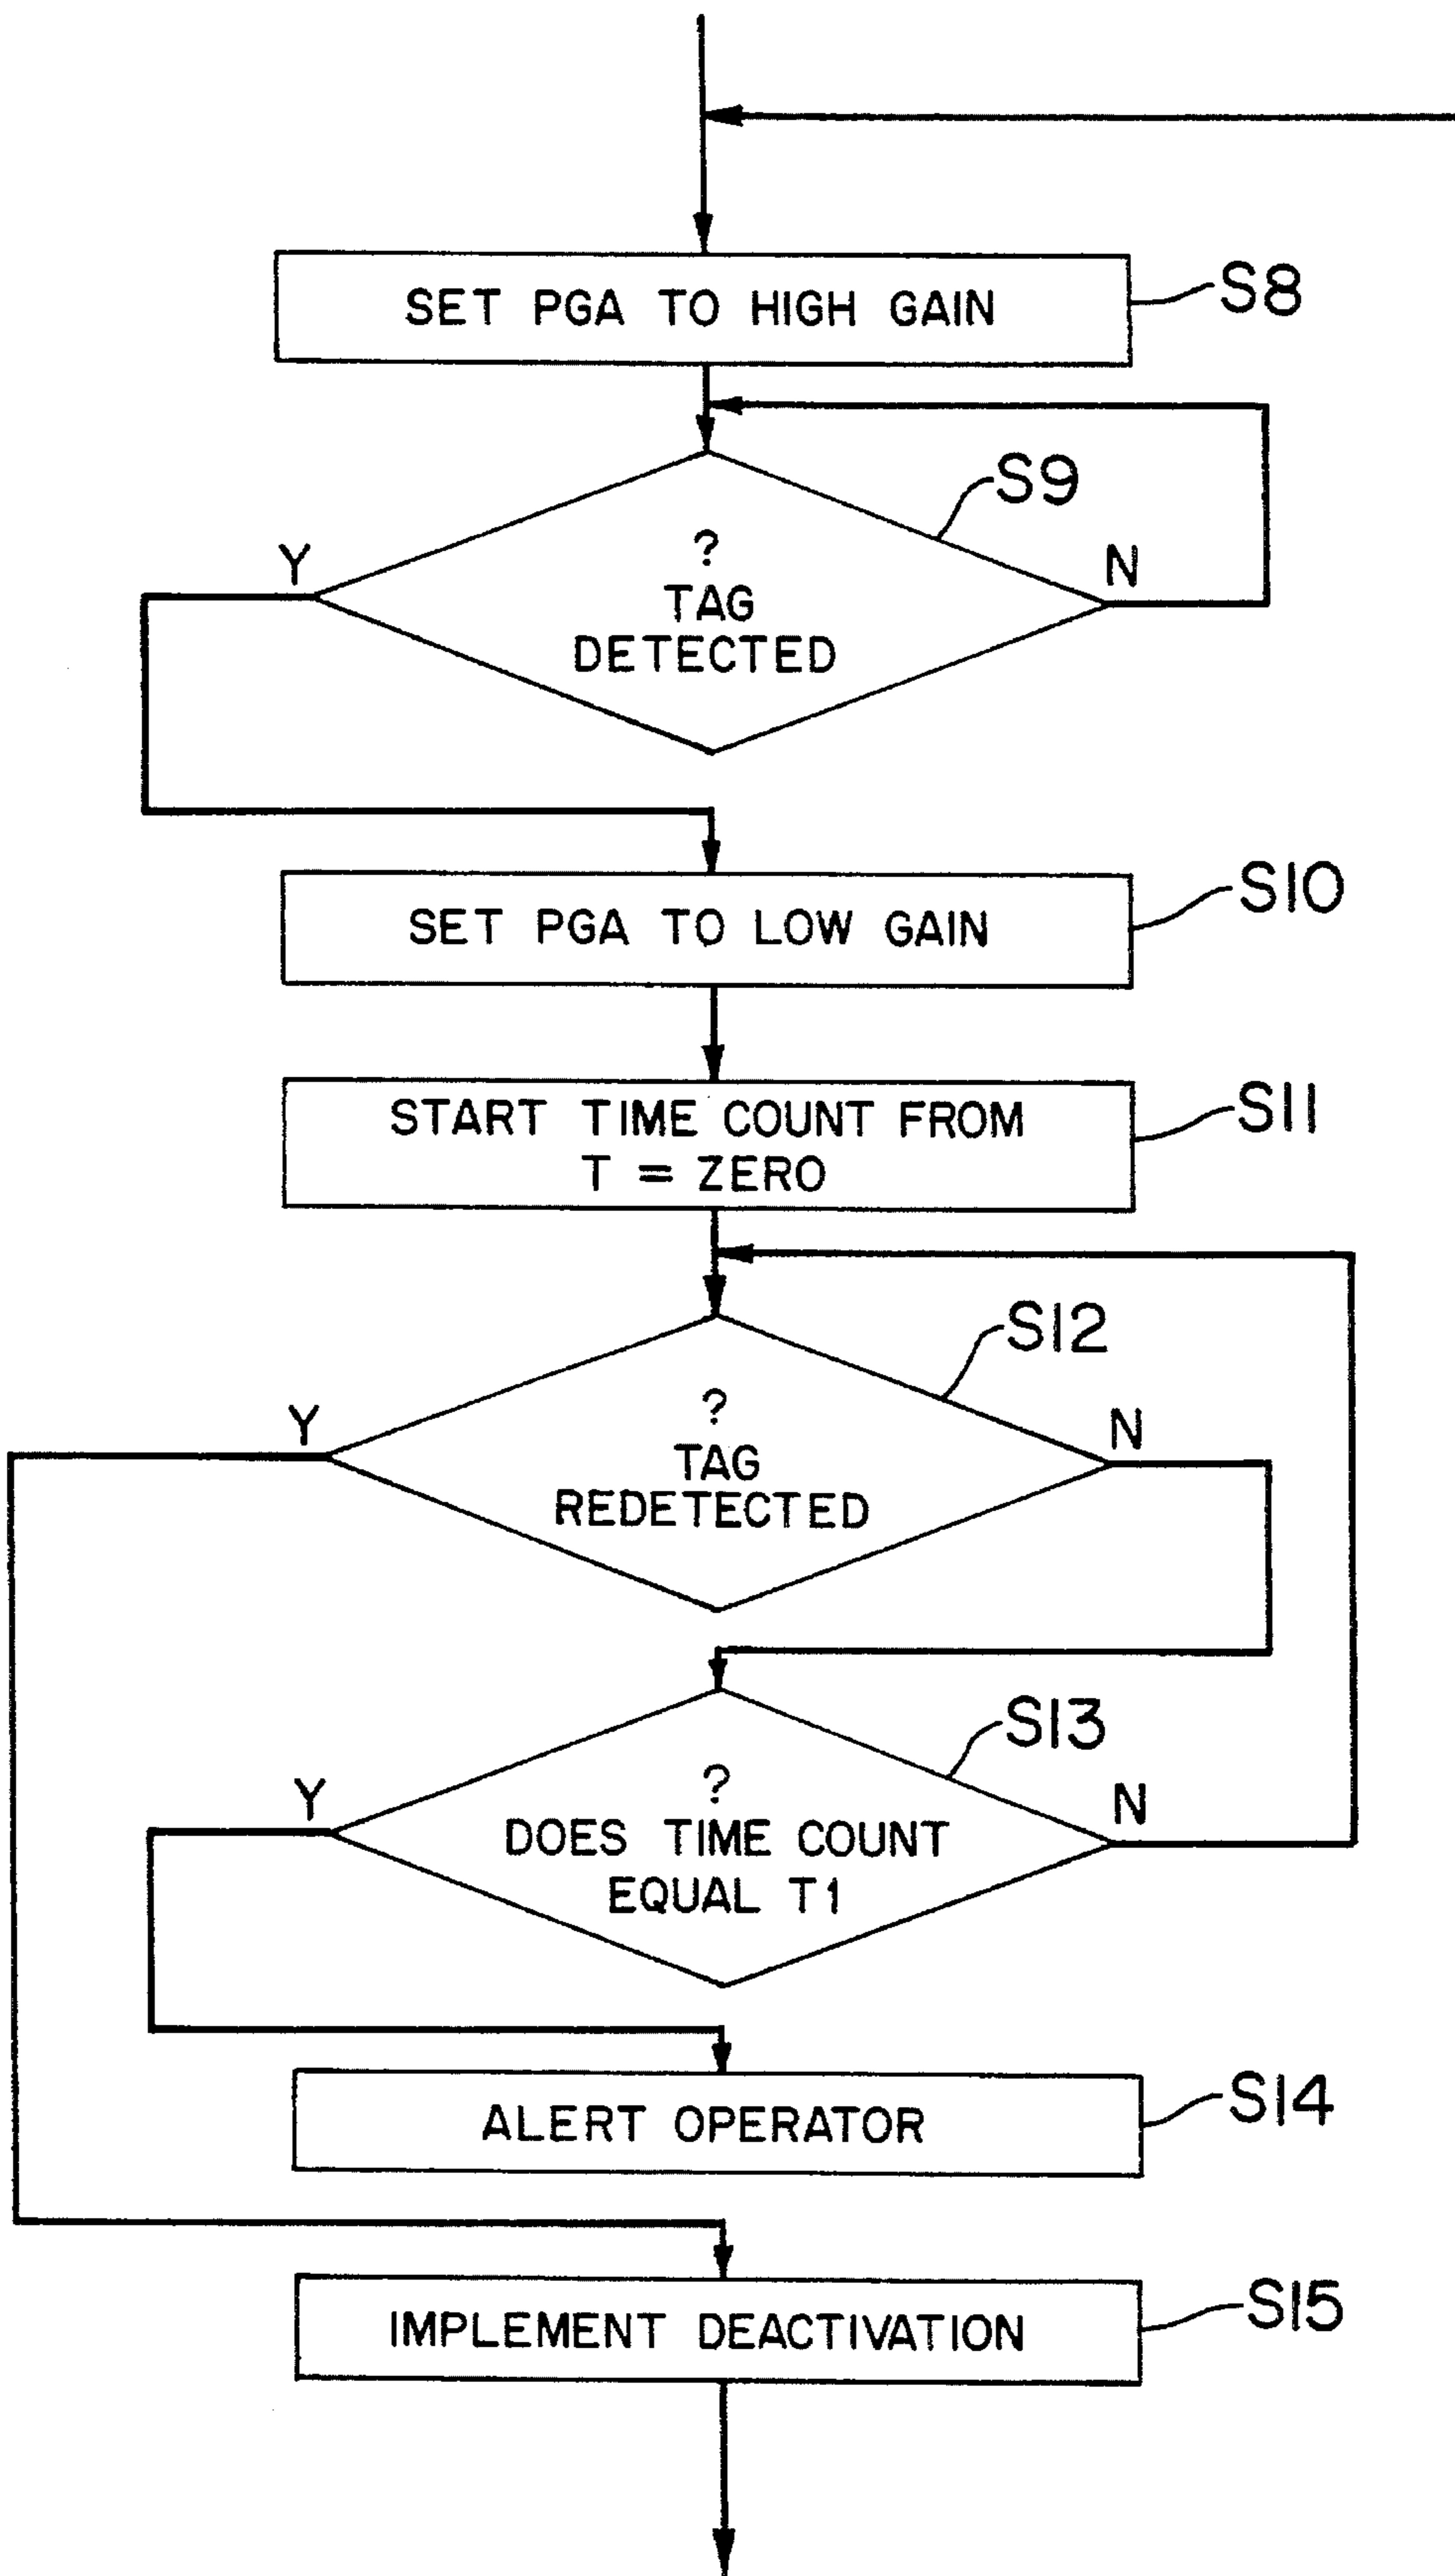 SET PGA TO HIGH GAIN
S8
S9
Y
N
?
TAG
DETECTED
SET PGA TO LOW GAIN
S10
START TIME COUNT FROM
T = ZERO
S11
S12
Y
N
?
TAG
REDETECTED
S13
Y
N
?
DOES TIME COUNT
EQUAL T1
ALERT OPERATOR
S14
IMPLEMENT DEACTIVATION
S15